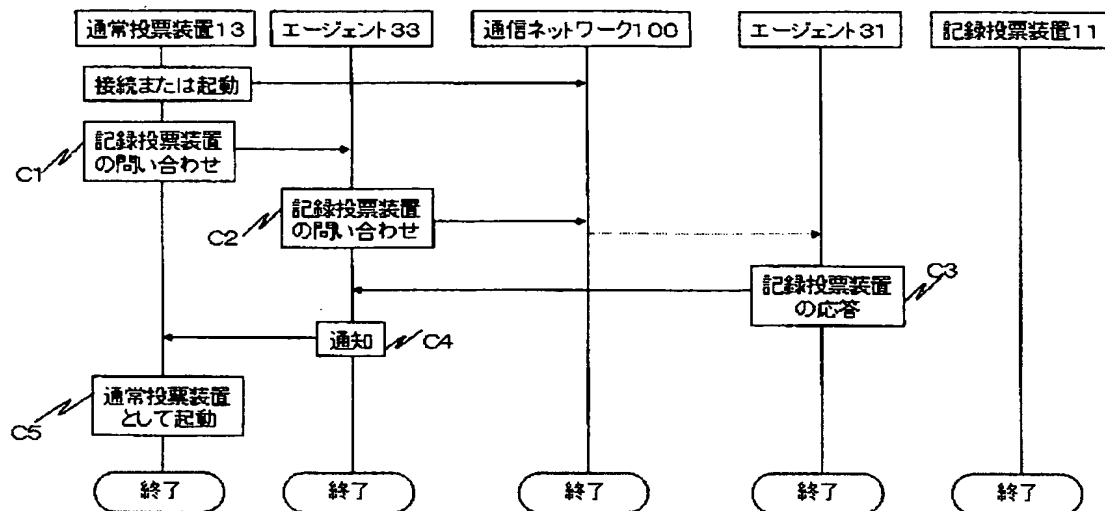 通常投票装置13
エージェント33
通信ネットワーク100
エージェント31
記録投票装置11
接続または起動
記録投票装置
の問い合わせ
C1
記録投票装置
の問い合わせ
C2
記録投票装置
の応答
C3
通知
C4
通常投票装置
として起動
C5
終了
終了
終了
終了
終了